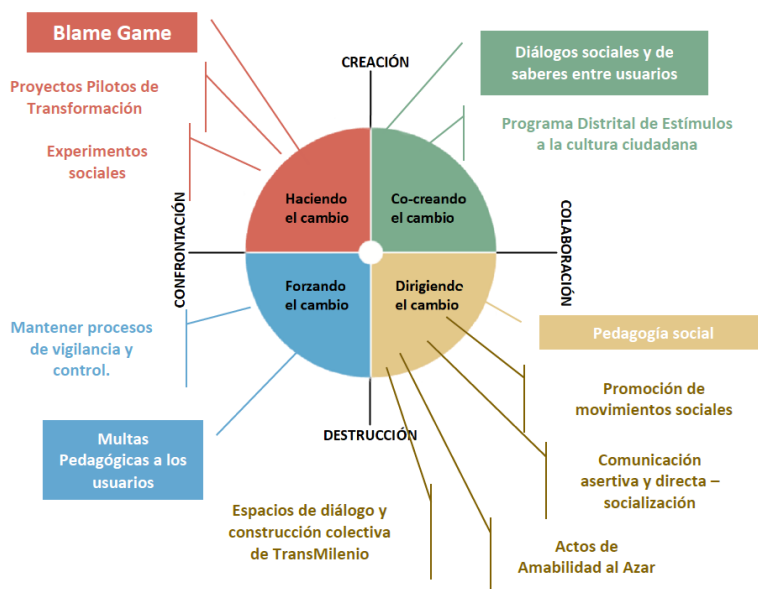 Blame Game
Proyectos Pilotos de
Transformación
Experimentos
sociales
CREACIÓN
Diálogos sociales y de
saberes entre usuarios
Programa Distrital de Estímulos
a la cultura ciudadana
Haciendo
el cambio
Co-creando
el cambio
CONFRONTACIÓN
COLABORACIÓN
Forzando
el cambio
Dirigiendo
el cambio
Mantener procesos
de vigilancia y
control.
Multas
Pedagógicas a los
usuarios
DESTRUCCIÓN
Pedagogía social
Promoción de
movimientos sociales
Comunicación
asertiva y directa –
socialización
Espacios de diálogo y
construcción colectiva
de TransMilenio
Actos de
Amabilidad al Azar